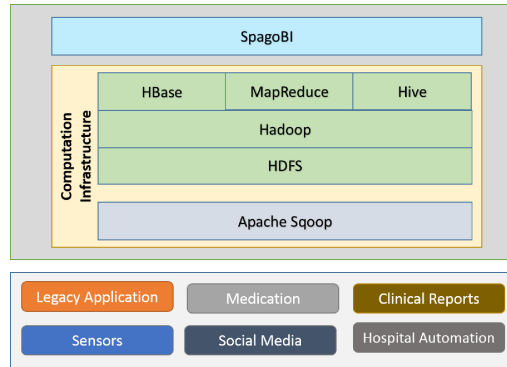 SpagoBI
Computation
Infrastructure
HBase
MapReduce
Hive
Hadoop
HDFS
Apache Sqoop
Legacy Application
Medication
Clinical Reports
Sensors
Social Media
Hospital Automation